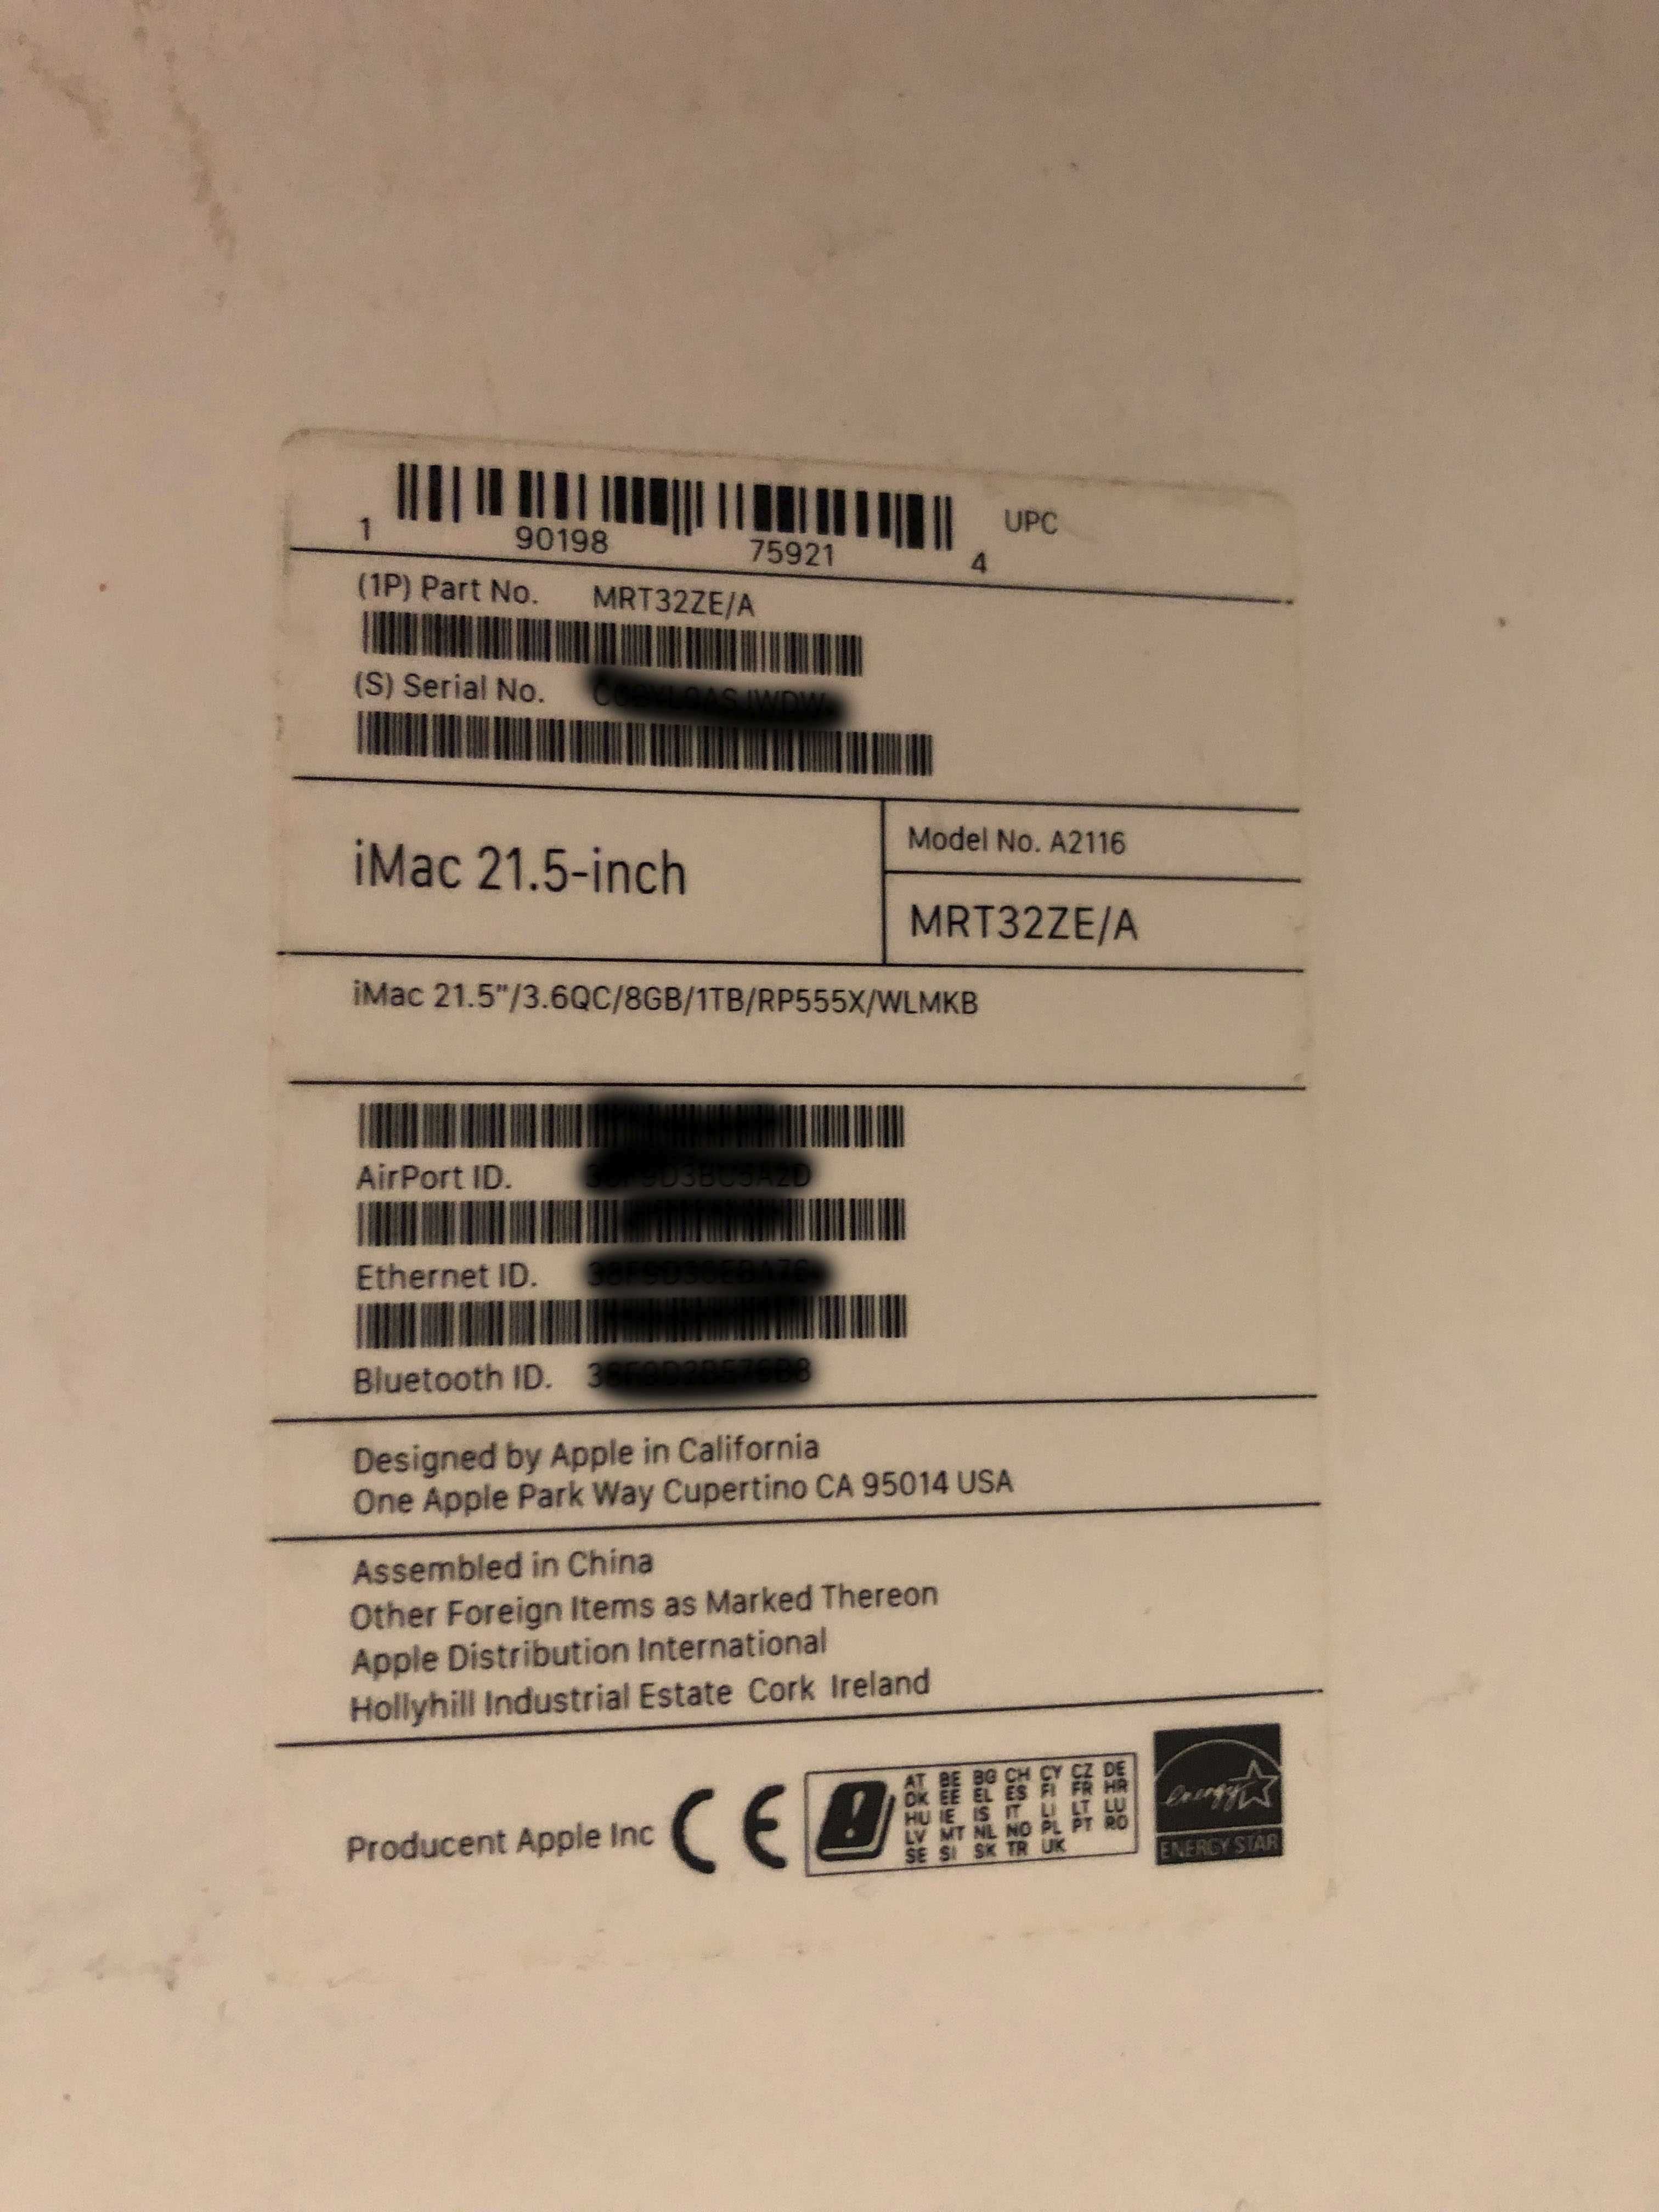 1 90198 75921 4 UPC
(1P) Part No. MRT32ZE/A
(S) Serial No.
iMac 21.5-inch
Model No. A2116
MRT32ZE/A
iMac 21.5"/3.6QC/8GB/1TB/RP555X/WLMKB
AirPort ID.
Ethernet ID.
Bluetooth ID.
Designed by Apple in California
One Apple Park Way Cupertino CA 95014 USA
Assembled in China
Other Foreign Items as Marked Thereon
Apple Distribution International
Hollyhill Industrial Estate Cork Ireland
Producent Apple Inc CE
AT BE BG CH CY CZ DE
DK EE EL ES FI FR HR
HU IE IS IT LI LT LU
LV MT NL NO PL PT RO
SE SI SK TR UK
energy
ENERGY STAR